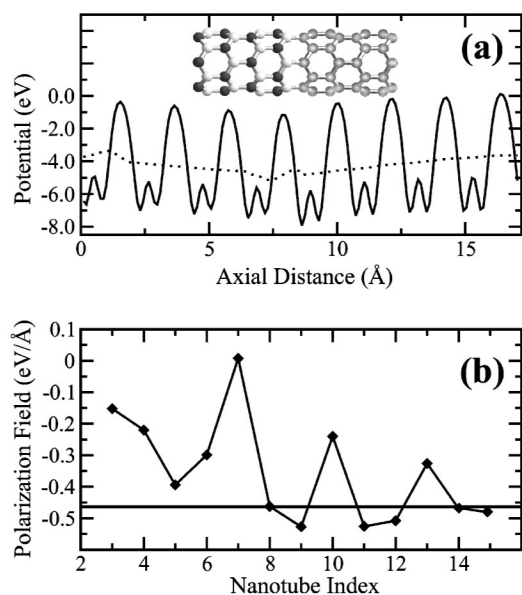 (a)
0.0
-2.0
-4.0
-6.0
-8.0
Potential (eV)
0 5 10 15
Axial Distance (Å)
(b)
0.1
0
-0.1
-0.2
-0.3
-0.4
-0.5
Polarization Field (eV/Å)
2 4 6 8 10 12 14 16
Nanotube Index